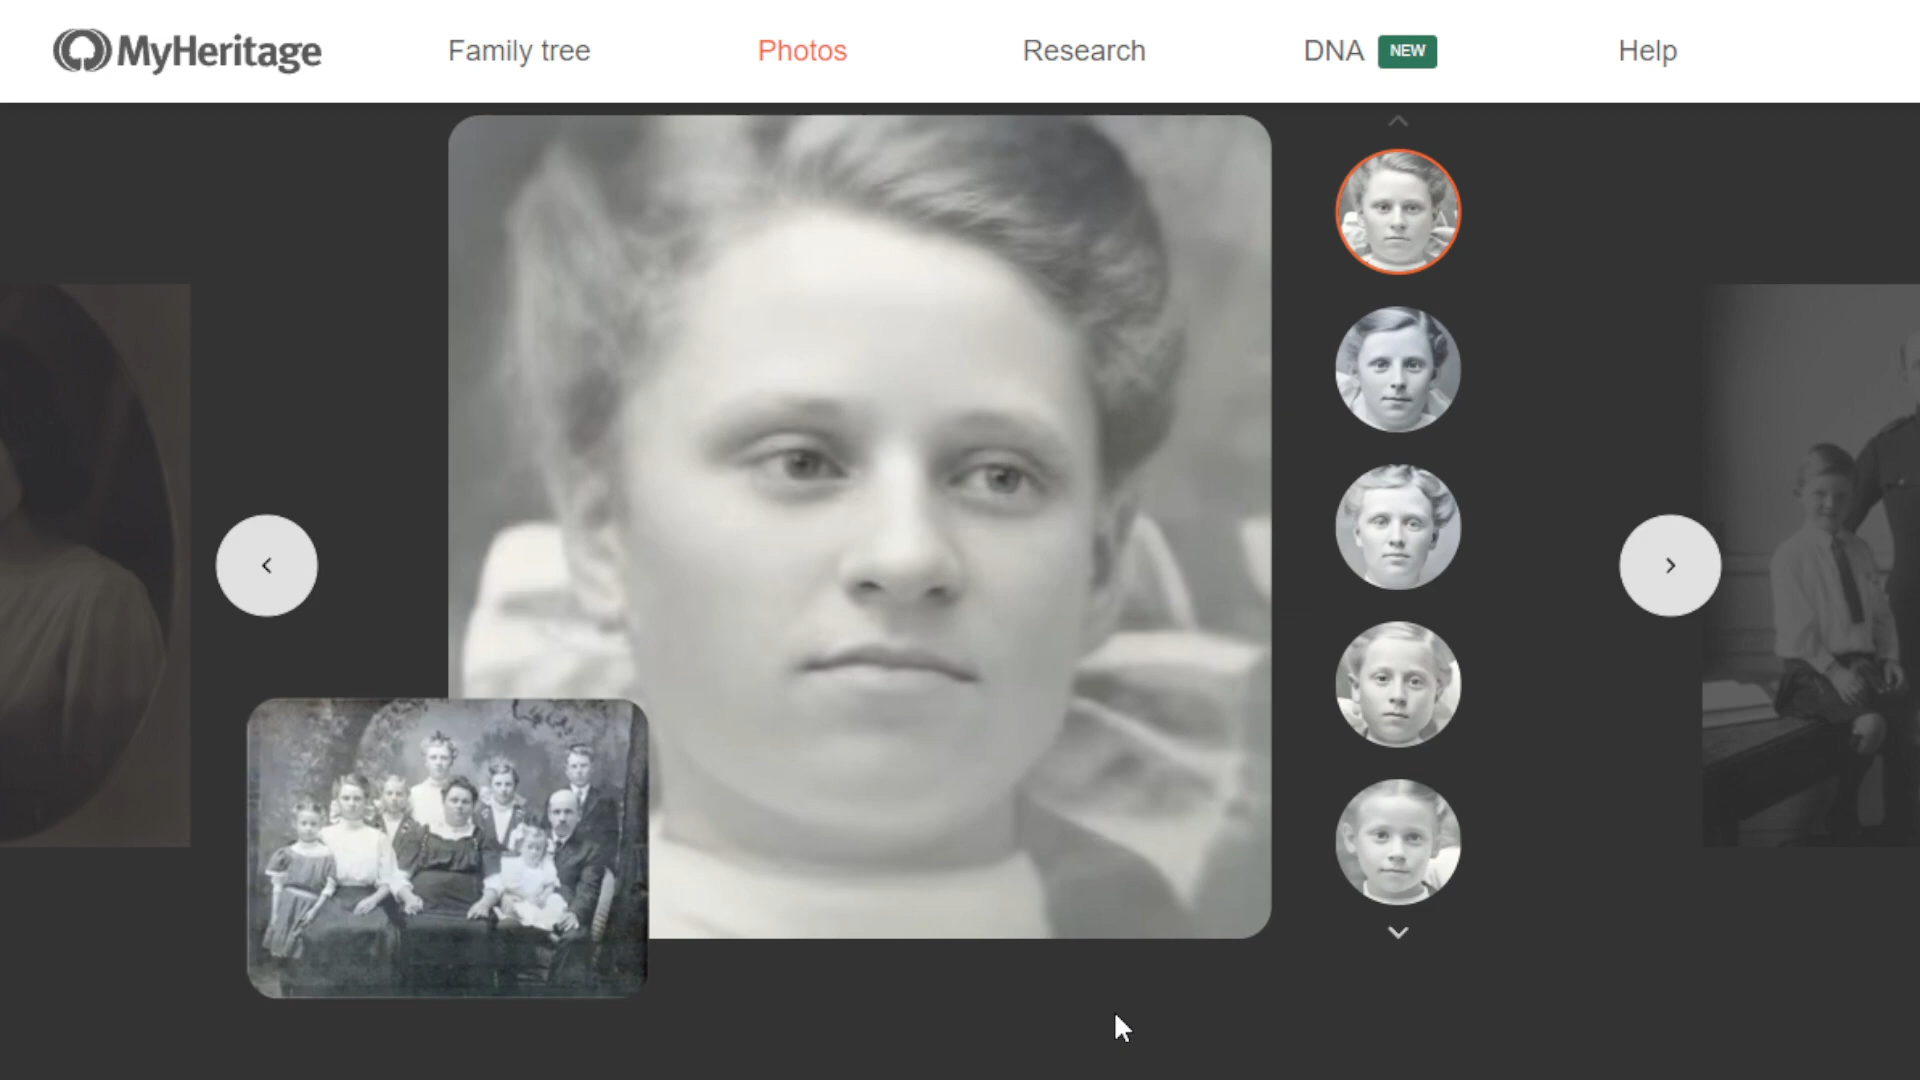 MyHeritage
Family tree
Photos
Research
DNA NEW
Help